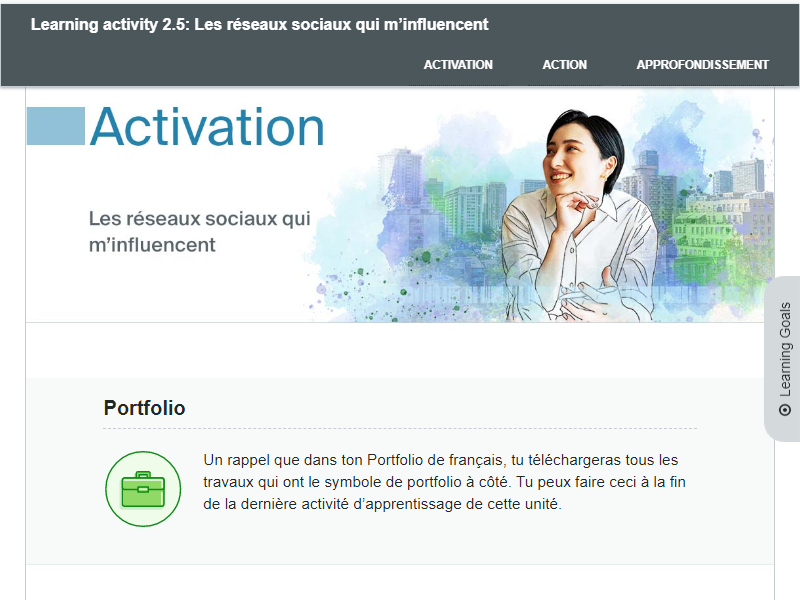 Learning activity 2.5: Les réseaux sociaux qui m’influencent
ACTIVATION ACTION APPROFONDISSEMENT
Activation
Les réseaux sociaux qui
m’influencent
Learning Goals
Portfolio
Un rappel que dans ton Portfolio de français, tu téléchargeras tous les
travaux qui ont le symbole de portfolio à côté. Tu peux faire ceci à la fin
de la dernière activité d’apprentissage de cette unité.